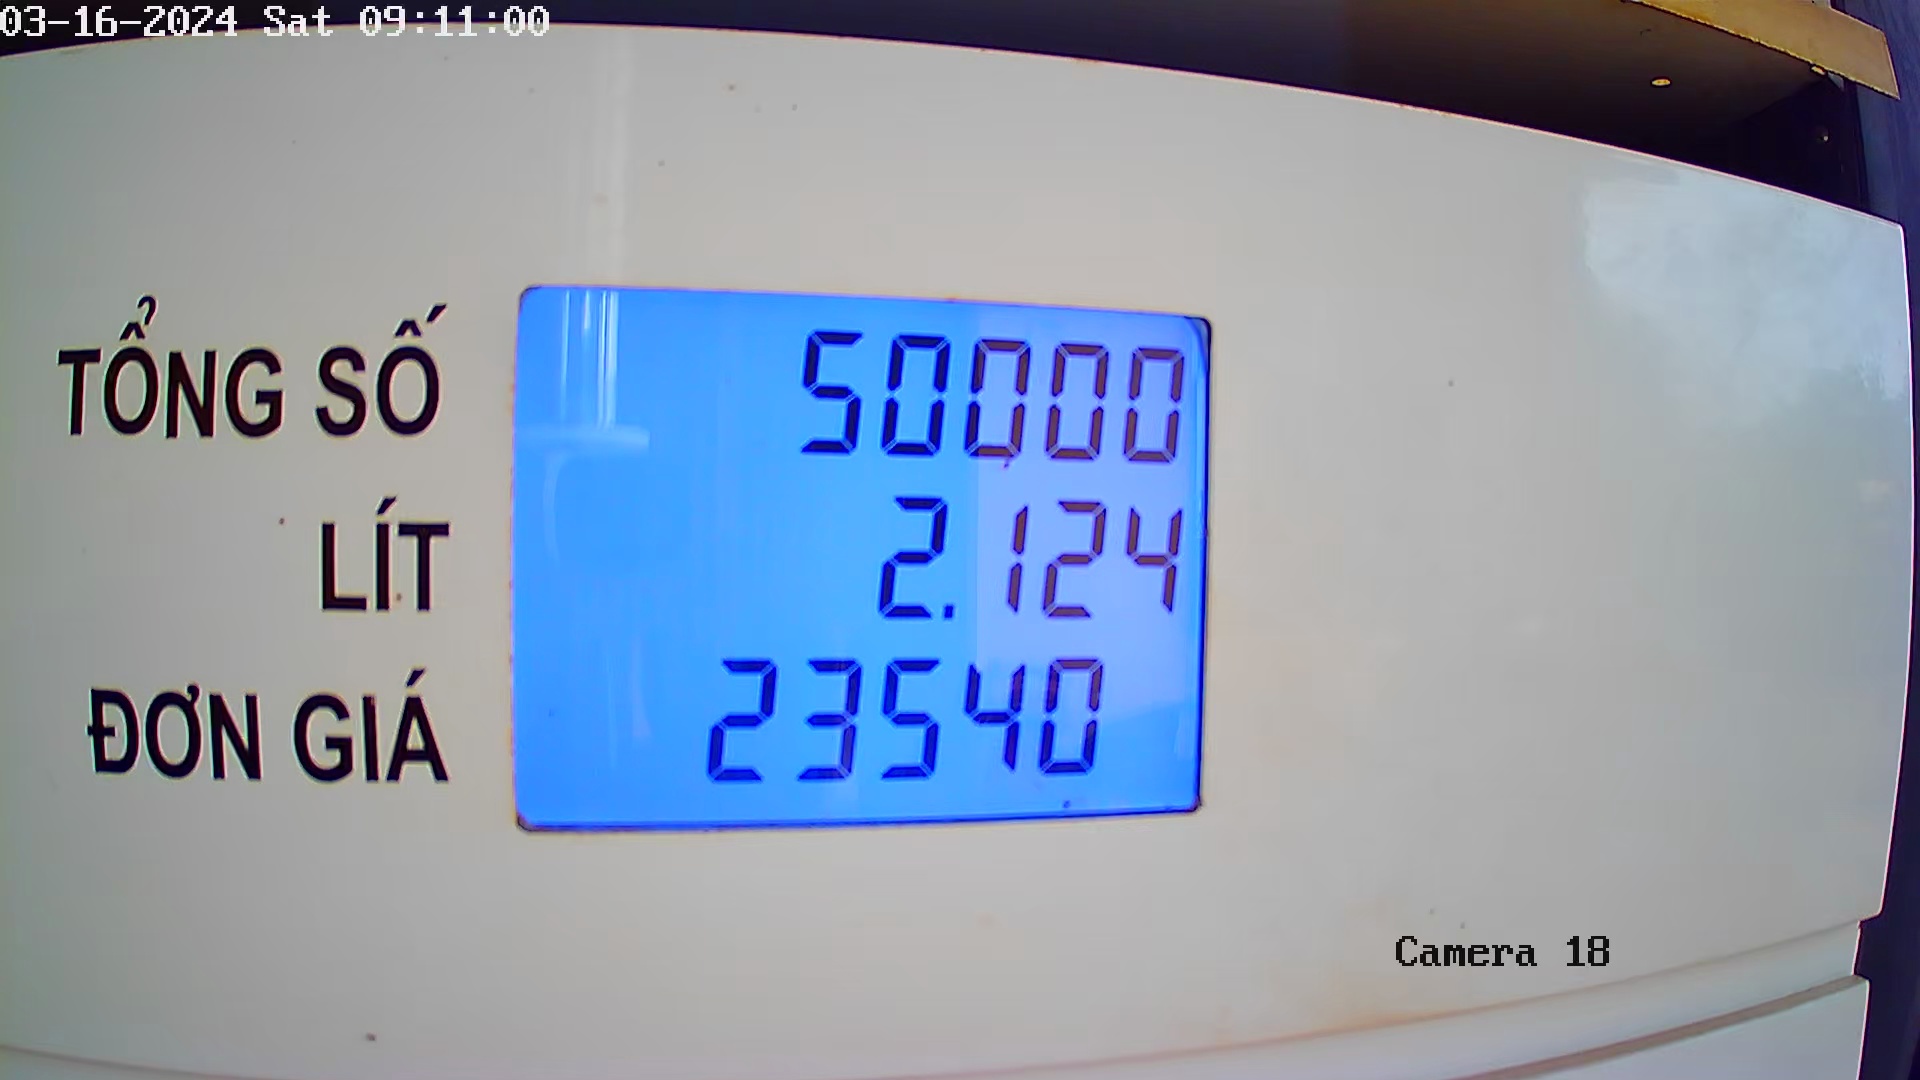 03-16-2024 Sat 09:11:00
TỔNG SỐ 50000
LÍT 2.124
ĐƠN GIÁ 23540
Camera 18